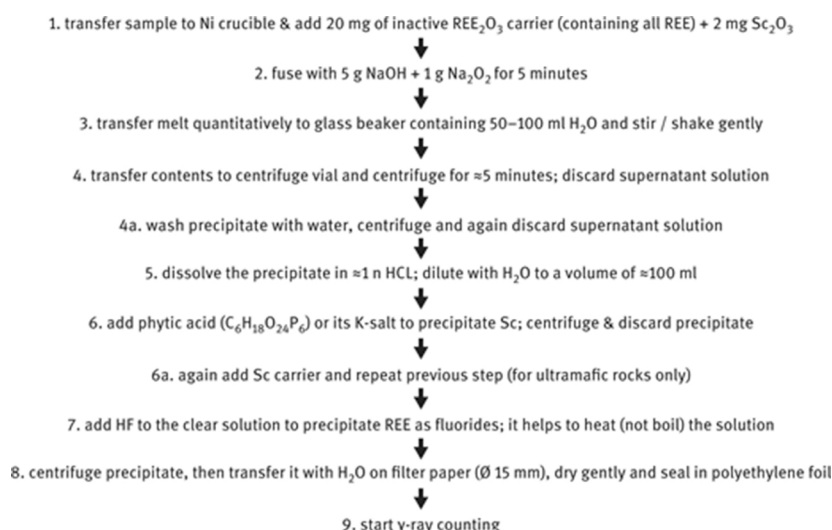 1. transfer sample to Ni crucible & add 20 mg of inactive REE₂O₃ carrier (containing all REE) + 2 mg Sc₂O₃
2. fuse with 5 g NaOH + 1 g Na₂O₂ for 5 minutes
3. transfer melt quantitatively to glass beaker containing 50–100 ml H₂O and stir / shake gently
4. transfer contents to centrifuge vial and centrifuge for ≈5 minutes; discard supernatant solution
4a. wash precipitate with water, centrifuge and again discard supernatant solution
5. dissolve the precipitate in ≈1 n HCL; dilute with H₂O to a volume of ≈100 ml
6. add phytic acid (C₆H₁₈O₂₄P₆) or its K-salt to precipitate Sc; centrifuge & discard precipitate
6a. again add Sc carrier and repeat previous step (for ultramafic rocks only)
7. add HF to the clear solution to precipitate REE as fluorides; it helps to heat (not boil) the solution
8. centrifuge precipitate, then transfer it with H₂O on filter paper (Ø 15 mm), dry gently and seal in polyethylene foil
9. start γ-ray counting